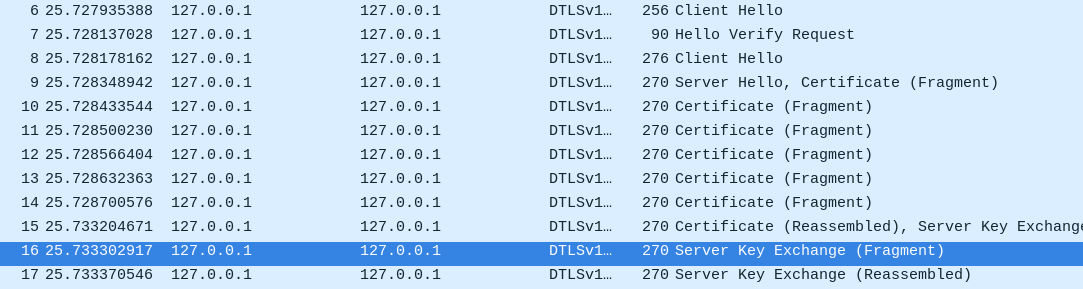 6 25.727935388 127.0.0.1 127.0.0.1 DTLSv1… 256 Client Hello
7 25.728137028 127.0.0.1 127.0.0.1 DTLSv1… 90 Hello Verify Request
8 25.728178162 127.0.0.1 127.0.0.1 DTLSv1… 276 Client Hello
9 25.728348942 127.0.0.1 127.0.0.1 DTLSv1… 270 Server Hello, Certificate (Fragment)
10 25.728433544 127.0.0.1 127.0.0.1 DTLSv1… 270 Certificate (Fragment)
11 25.728500230 127.0.0.1 127.0.0.1 DTLSv1… 270 Certificate (Fragment)
12 25.728566404 127.0.0.1 127.0.0.1 DTLSv1… 270 Certificate (Fragment)
13 25.728632363 127.0.0.1 127.0.0.1 DTLSv1… 270 Certificate (Fragment)
14 25.728700576 127.0.0.1 127.0.0.1 DTLSv1… 270 Certificate (Fragment)
15 25.733204671 127.0.0.1 127.0.0.1 DTLSv1… 270 Certificate (Reassembled), Server Key Exchange
16 25.733302917 127.0.0.1 127.0.0.1 DTLSv1… 270 Server Key Exchange (Fragment)
17 25.733370546 127.0.0.1 127.0.0.1 DTLSv1… 270 Server Key Exchange (Reassembled)